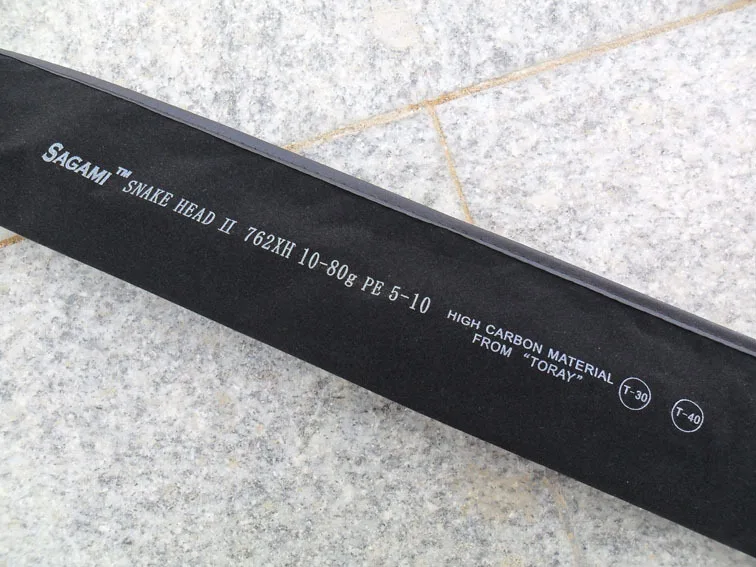 SAGAMI™ SNAKE HEAD II 762XH 10-80g PE 5-10
HIGH CARBON MATERIAL
FROM "TORAY"
T-30 T-40